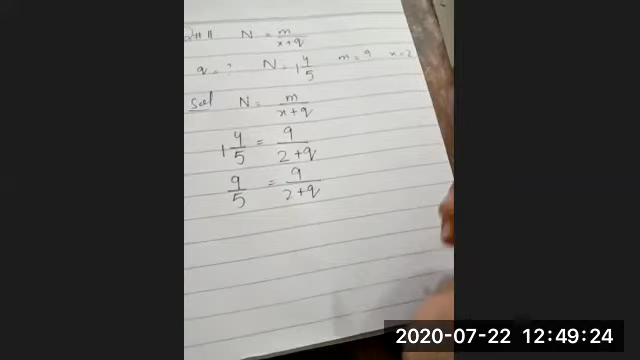 N = m/(x+q)
q = ? N = 1 4/5 m = 9 x = 2
Sol N = m/(x+q)
1 4/5 = 9/(2+q)
9/5 = 9/(2+q)
2020-07-22 12:49:24